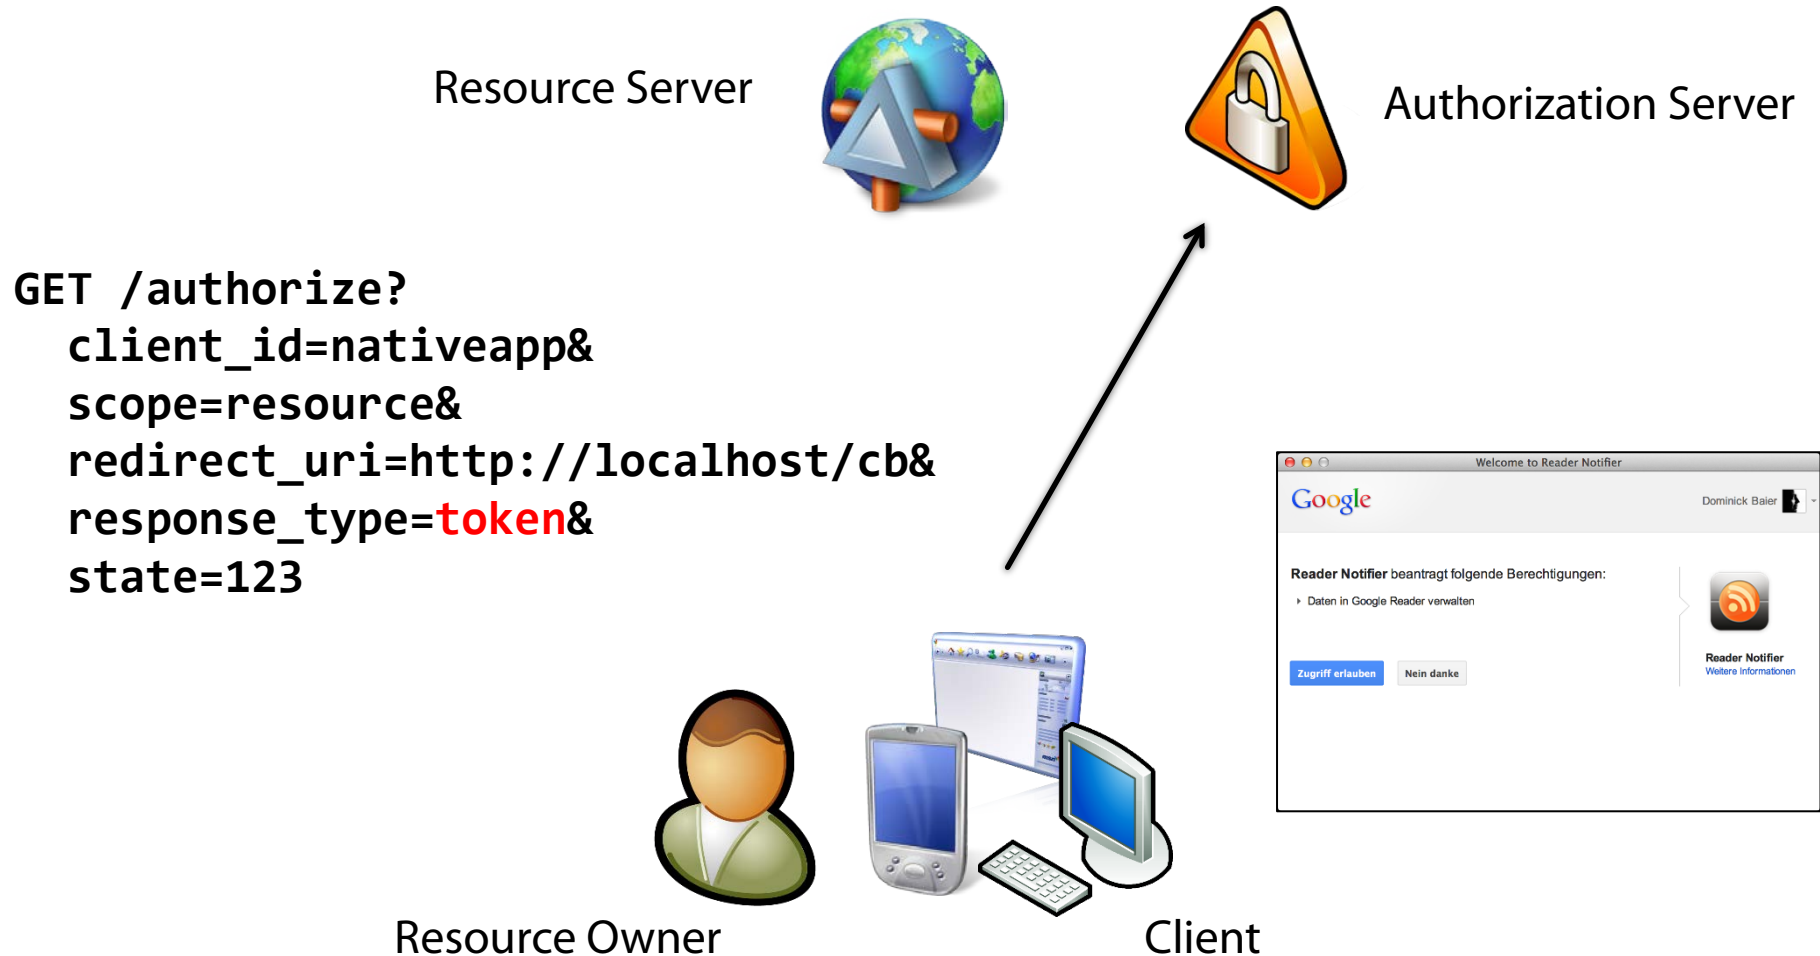 Resource Server
Authorization Server
GET /authorize?
client_id=nativeapp&
scope=resource&
redirect_uri=http://localhost/cb&
response_type=token&
state=123
Welcome to Reader Notifier
Google
Dominick Baier
Reader Notifier beantragt folgende Berechtigungen:
Daten in Google Reader verwalten
Zugriff erlauben
Nein danke
Reader Notifier
Weitere Informationen
Resource Owner
Client